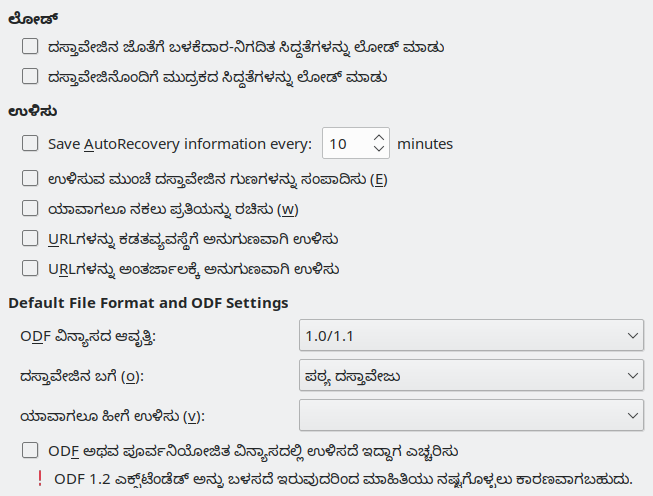 ಲೋಡ್
ದಸ್ತಾವೇಜಿನ ಜೊತೆಗೆ ಬಳಕೆದಾರ-ನಿಗದಿತ ಸಿದ್ಧತೆಗಳನ್ನು ಲೋಡ್ ಮಾಡು
ದಸ್ತಾವೇಜಿನೊಂದಿಗೆ ಮುದ್ರಕದ ಸಿದ್ಧತೆಗಳನ್ನು ಲೋಡ್ ಮಾಡು
ಉಳಿಸು
Save AutoRecovery information every: 10 minutes
ಉಳಿಸುವ ಮುಂಚೆ ದಸ್ತಾವೇಜಿನ ಗುಣಗಳನ್ನು ಸಂಪಾದಿಸು (E)
ಯಾವಾಗಲೂ ನಕಲು ಪ್ರತಿಯನ್ನು ರಚಿಸು (w)
URLಗಳನ್ನು ಕಡತವ್ಯವಸ್ಥೆಗೆ ಅನುಗುಣವಾಗಿ ಉಳಿಸು
URLಗಳನ್ನು ಅಂತರ್ಜಾಲಕ್ಕೆ ಅನುಗುಣವಾಗಿ ಉಳಿಸು
Default File Format and ODF Settings
ODF ವಿನ್ಯಾಸದ ಆವೃತ್ತಿ: 1.0/1.1
ದಸ್ತಾವೇಜಿನ ಬಗೆ (o): ಪಠ್ಯ ದಸ್ತಾವೇಜು
ಯಾವಾಗಲೂ ಹೀಗೆ ಉಳಿಸು (v):
ODF ಅಥವ ಪೂರ್ವನಿಯೋಜಿತ ವಿನ್ಯಾಸದಲ್ಲಿ ಉಳಿಸದೆ ಇದ್ದಾಗ ಎಚ್ಚರಿಸು
! ODF 1.2 ಎಕ್ಸ್‌ಟೆಂಡೆಡ್ ಅನ್ನು ಬಳಸದೆ ಇರುವುದರಿಂದ ಮಾಹಿತಿಯು ನಷ್ಟಗೊಳ್ಳಲು ಕಾರಣವಾಗಬಹುದು.